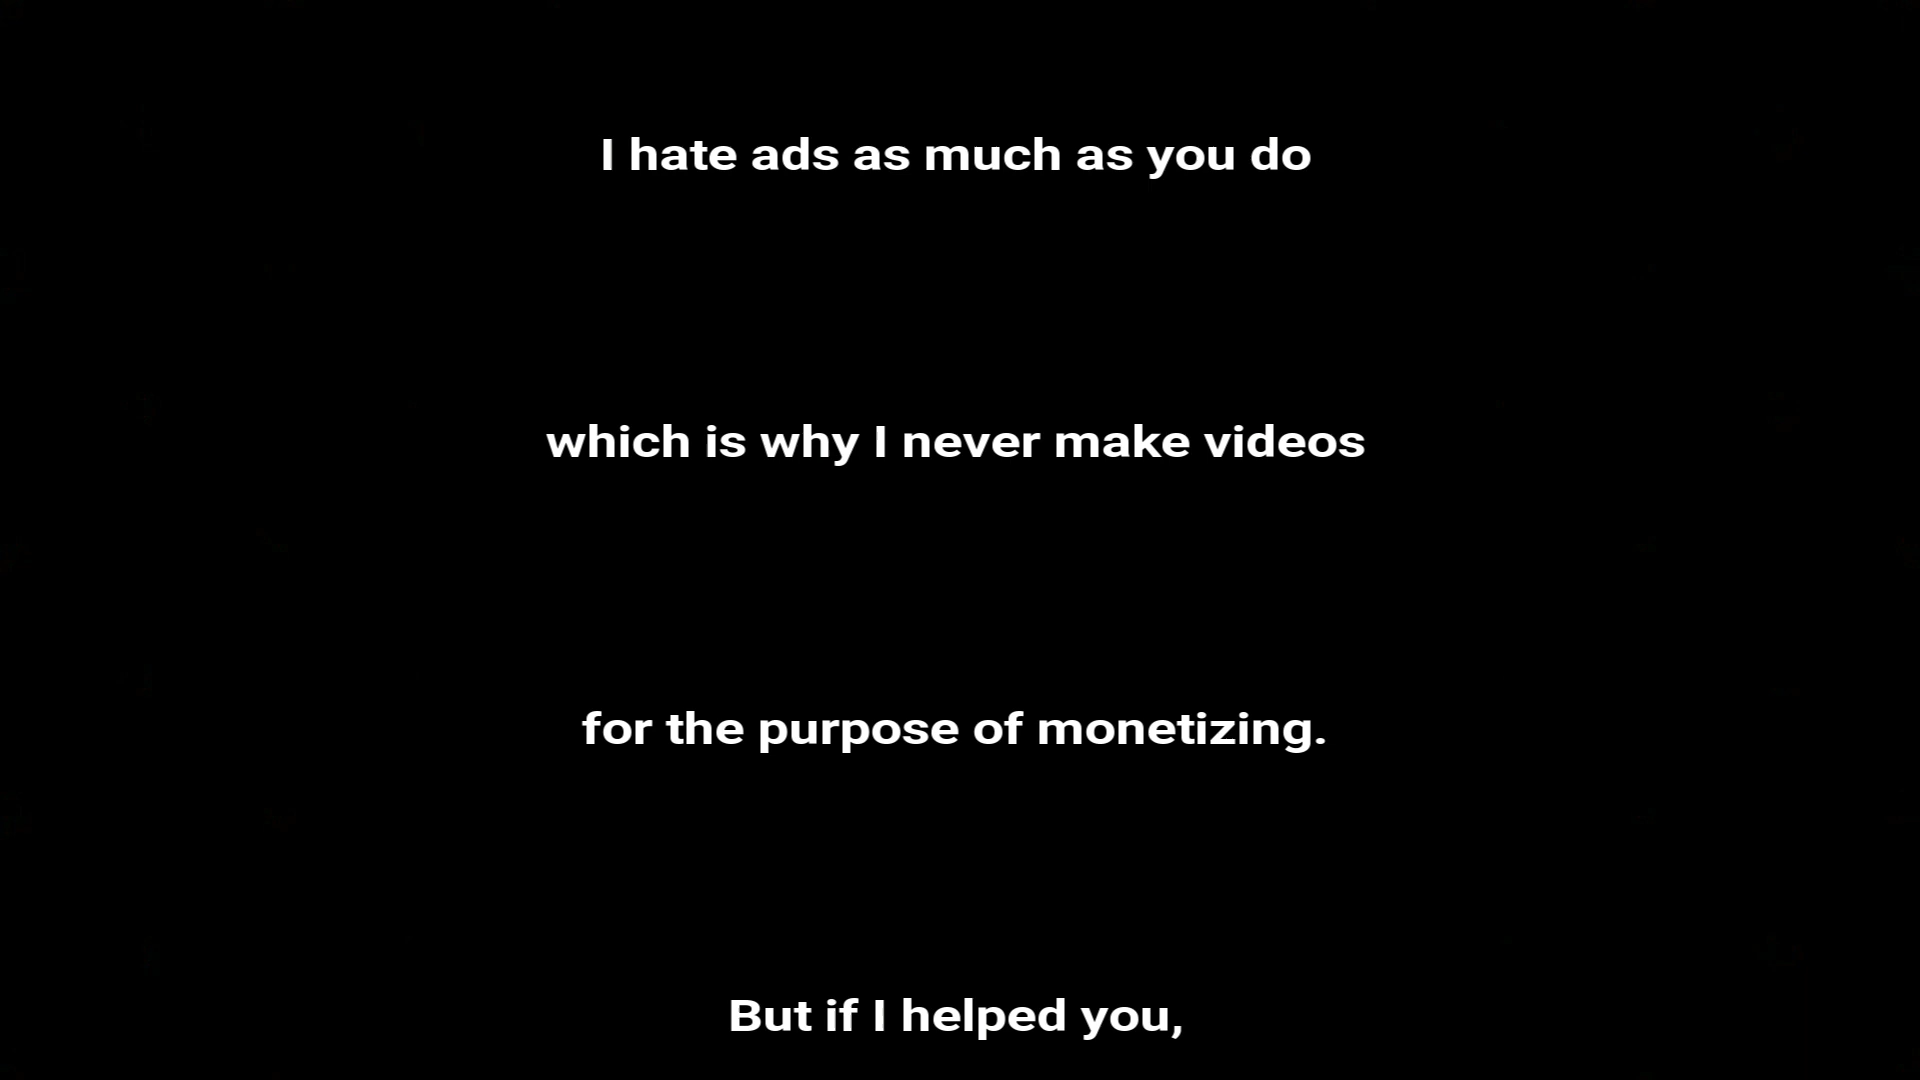 I hate ads as much as you do
which is why I never make videos
for the purpose of monetizing.
But if I helped you,